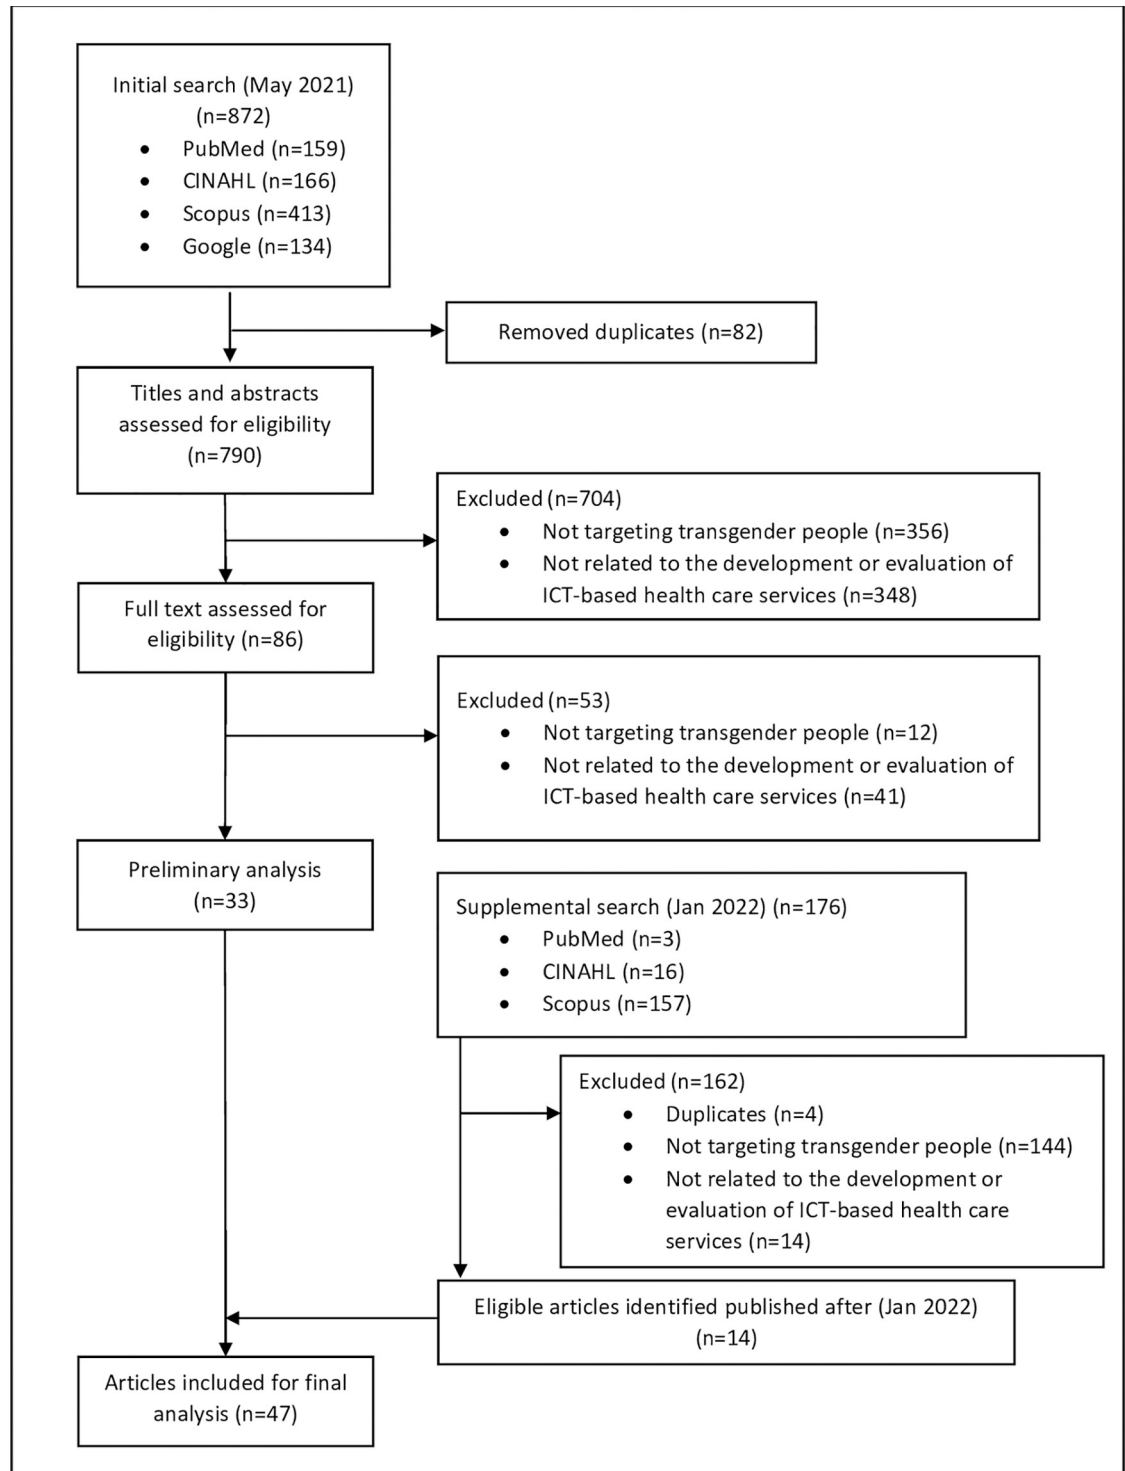 Initial search (May 2021)
(n=872)
• PubMed (n=159)
• CINAHL (n=166)
• Scopus (n=413)
• Google (n=134)
Removed duplicates (n=82)
Titles and abstracts
assessed for eligibility
(n=790)
Excluded (n=704)
• Not targeting transgender people (n=356)
• Not related to the development or evaluation of
ICT-based health care services (n=348)
Full text assessed for
eligibility (n=86)
Excluded (n=53)
• Not targeting transgender people (n=12)
• Not related to the development or evaluation of
ICT-based health care services (n=41)
Preliminary analysis
(n=33)
Supplemental search (Jan 2022) (n=176)
• PubMed (n=3)
• CINAHL (n=16)
• Scopus (n=157)
Excluded (n=162)
• Duplicates (n=4)
• Not targeting transgender people (n=144)
• Not related to the development or
evaluation of ICT-based health care
services (n=14)
Eligible articles identified published after (Jan 2022)
(n=14)
Articles included for final
analysis (n=47)